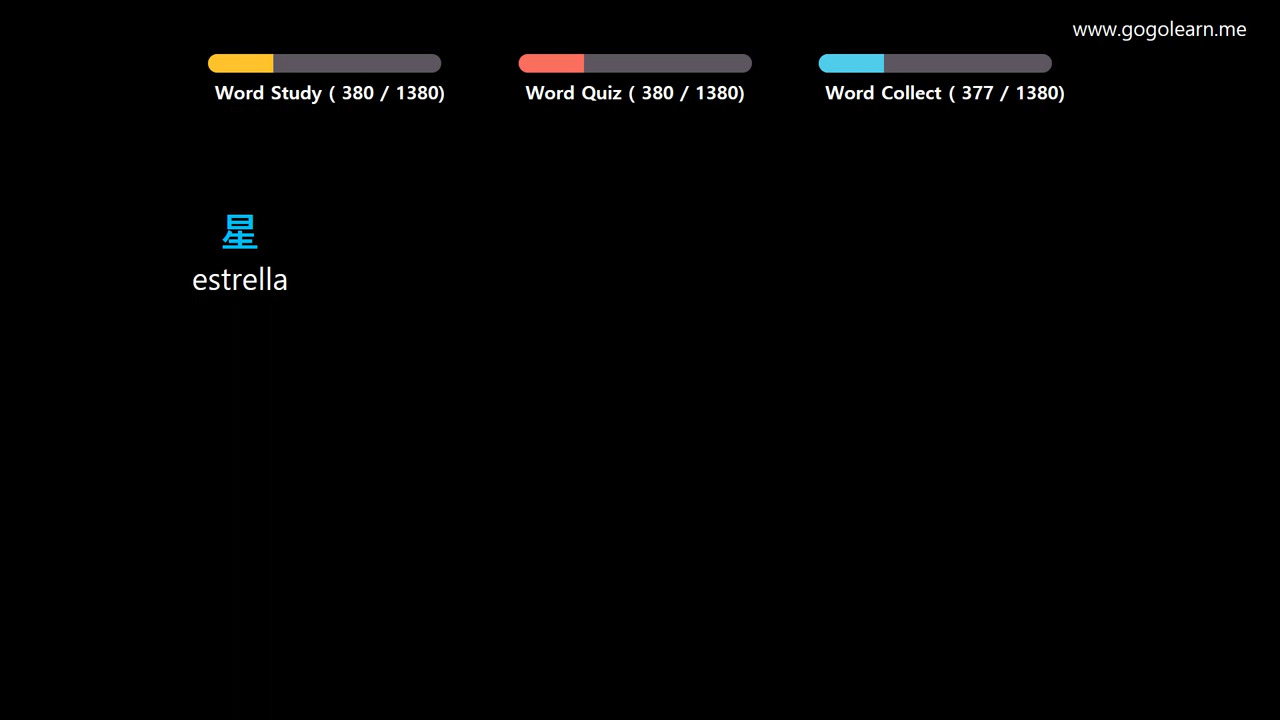 www.gogolearn.me
Word Study ( 380 / 1380)
Word Quiz ( 380 / 1380)
Word Collect ( 377 / 1380)
星
estrella